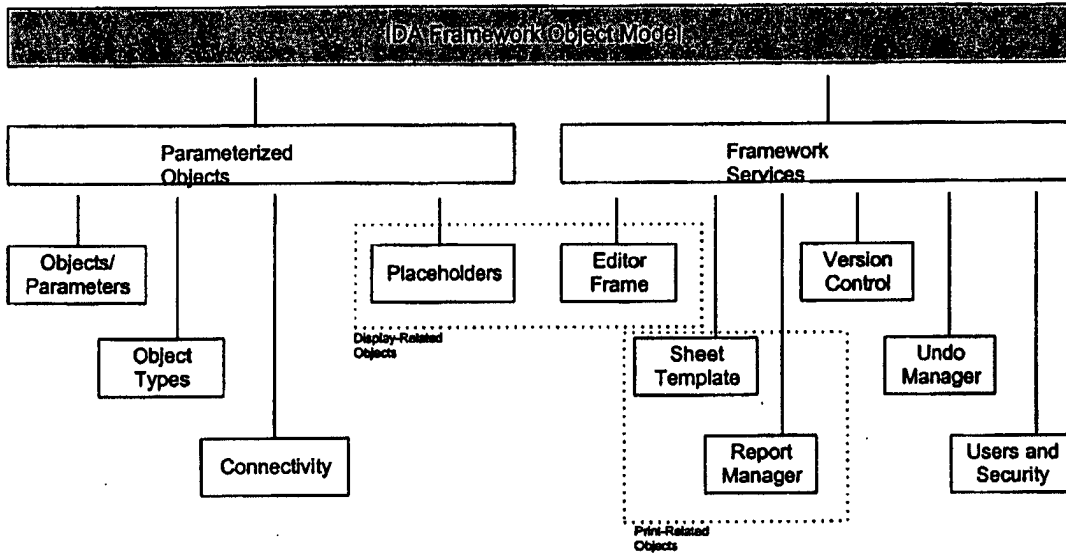 IDA Framework Object Model
Parameterized
Objects
Framework
Services
Objects/
Parameters
Placeholders
Editor
Frame
Version
Control
Display-Related
Objects
Object
Types
Sheet
Template
Undo
Manager
Connectivity
Report
Manager
Users and
Security
Print-Related
Objects